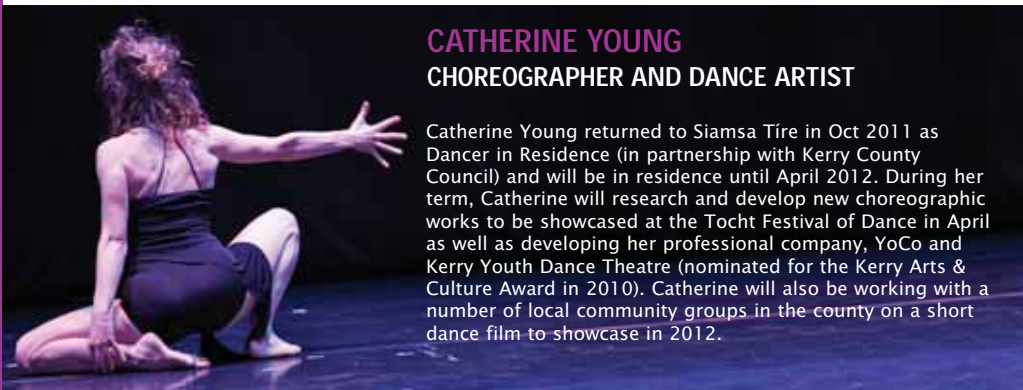 CATHERINE YOUNG
CHOREOGRAPHER AND DANCE ARTIST
Catherine Young returned to Siamsa Tíre in Oct 2011 as
Dancer in Residence (in partnership with Kerry County
Council) and will be in residence until April 2012. During her
term, Catherine will research and develop new choreographic
works to be showcased at the Tocht Festival of Dance in April
as well as developing her professional company, YoCo and
Kerry Youth Dance Theatre (nominated for the Kerry Arts &
Culture Award in 2010). Catherine will also be working with a
number of local community groups in the county on a short
dance film to showcase in 2012.